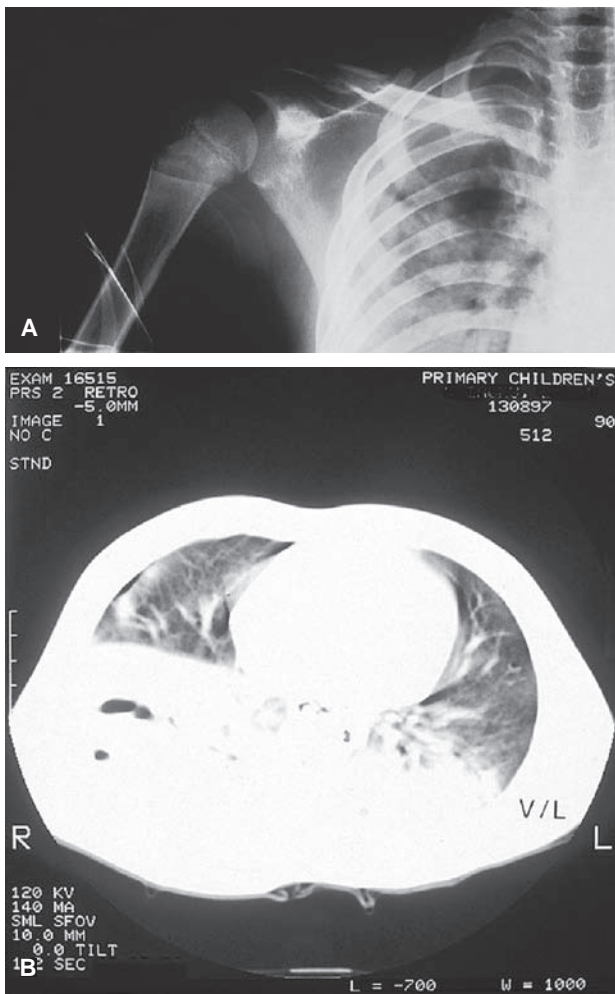 A
EXAM 16515
PRS 2 RETRO
-5.0MM
IMAGE 1
NO C
STND
PRIMARY CHILDREN'S
130897
90
512
V/L
R
L
120 KV
140 MA
SML SFOV
10.0 MM
0.0 TILT
SEC
B
L = -700 W = 1000